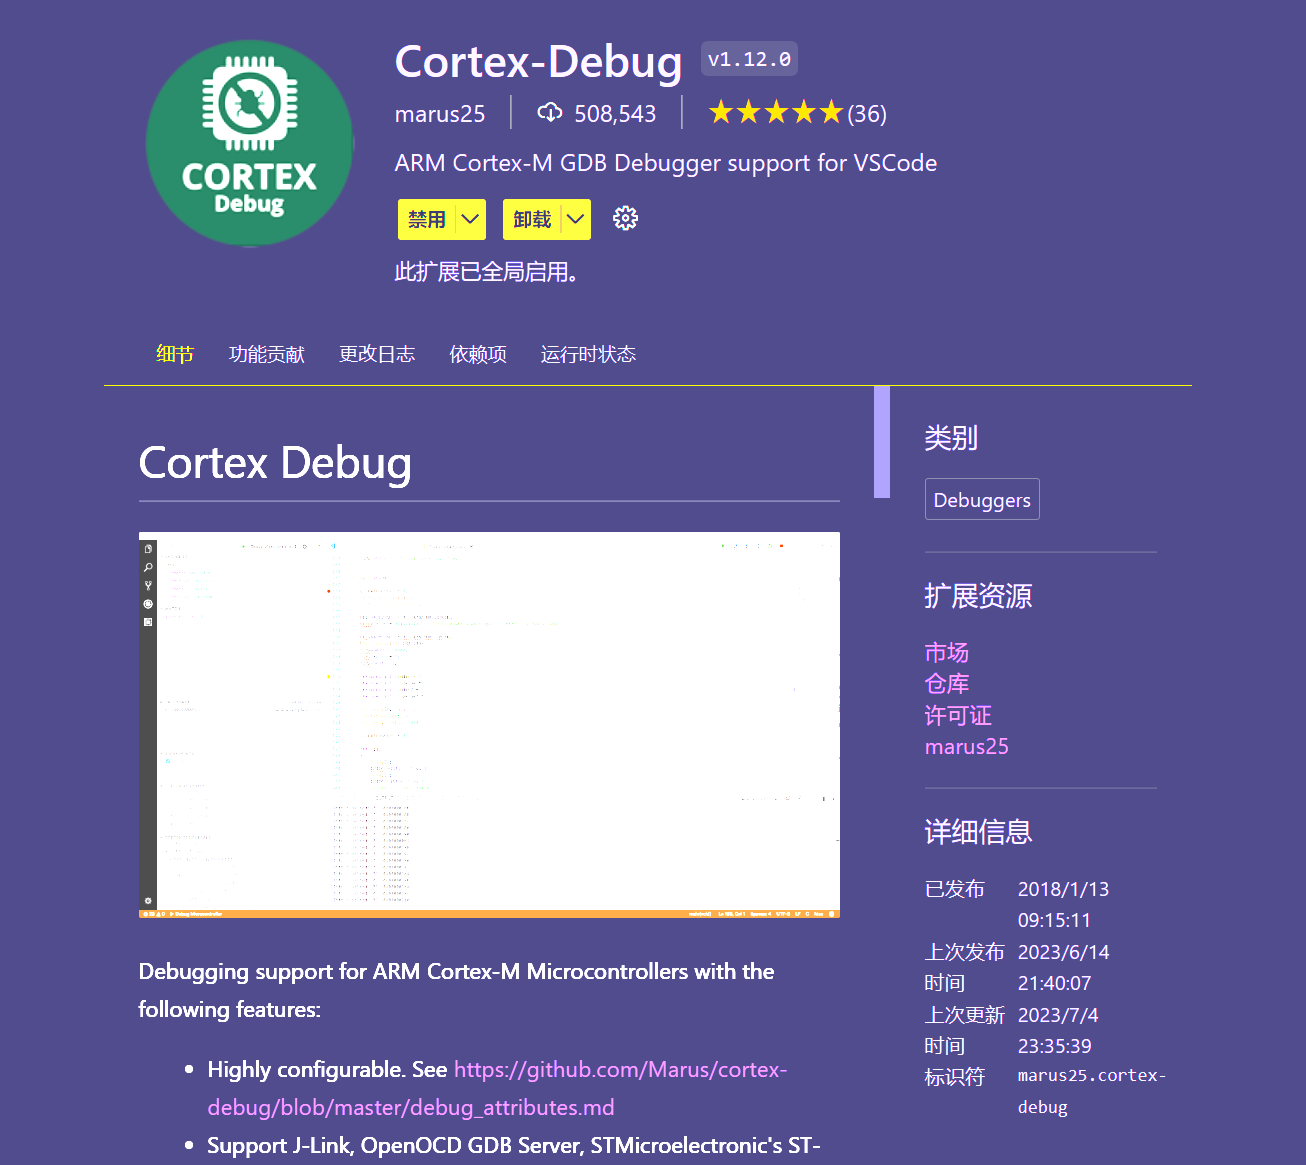 CORTEX
Debug
Cortex-Debug v1.12.0
marus25 508,543 (36)
ARM Cortex-M GDB Debugger support for VSCode
禁用 卸载
此扩展已全局启用。
细节 功能贡献 更改日志 依赖项 运行时状态
Cortex Debug
Debugging support for ARM Cortex-M Microcontrollers with the
following features:
Highly configurable. See https://github.com/Marus/cortex-
debug/blob/master/debug_attributes.md
Support J-Link, OpenOCD GDB Server, STMicroelectronic's ST-
类别
Debuggers
扩展资源
市场
仓库
许可证
marus25
详细信息
已发布 2018/1/13
09:15:11
上次发布 2023/6/14
时间 21:40:07
上次更新 2023/7/4
时间 23:35:39
标识符 marus25.cortex-
debug